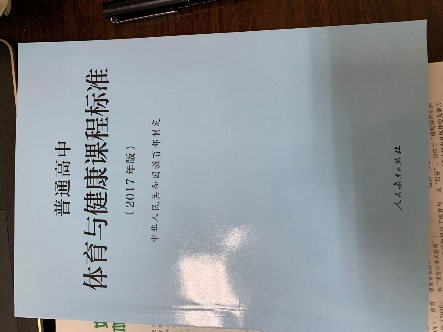 普通高中
体育与健康课程标准
（2017年版）
中华人民共和国教育部制定
人民教育出版社